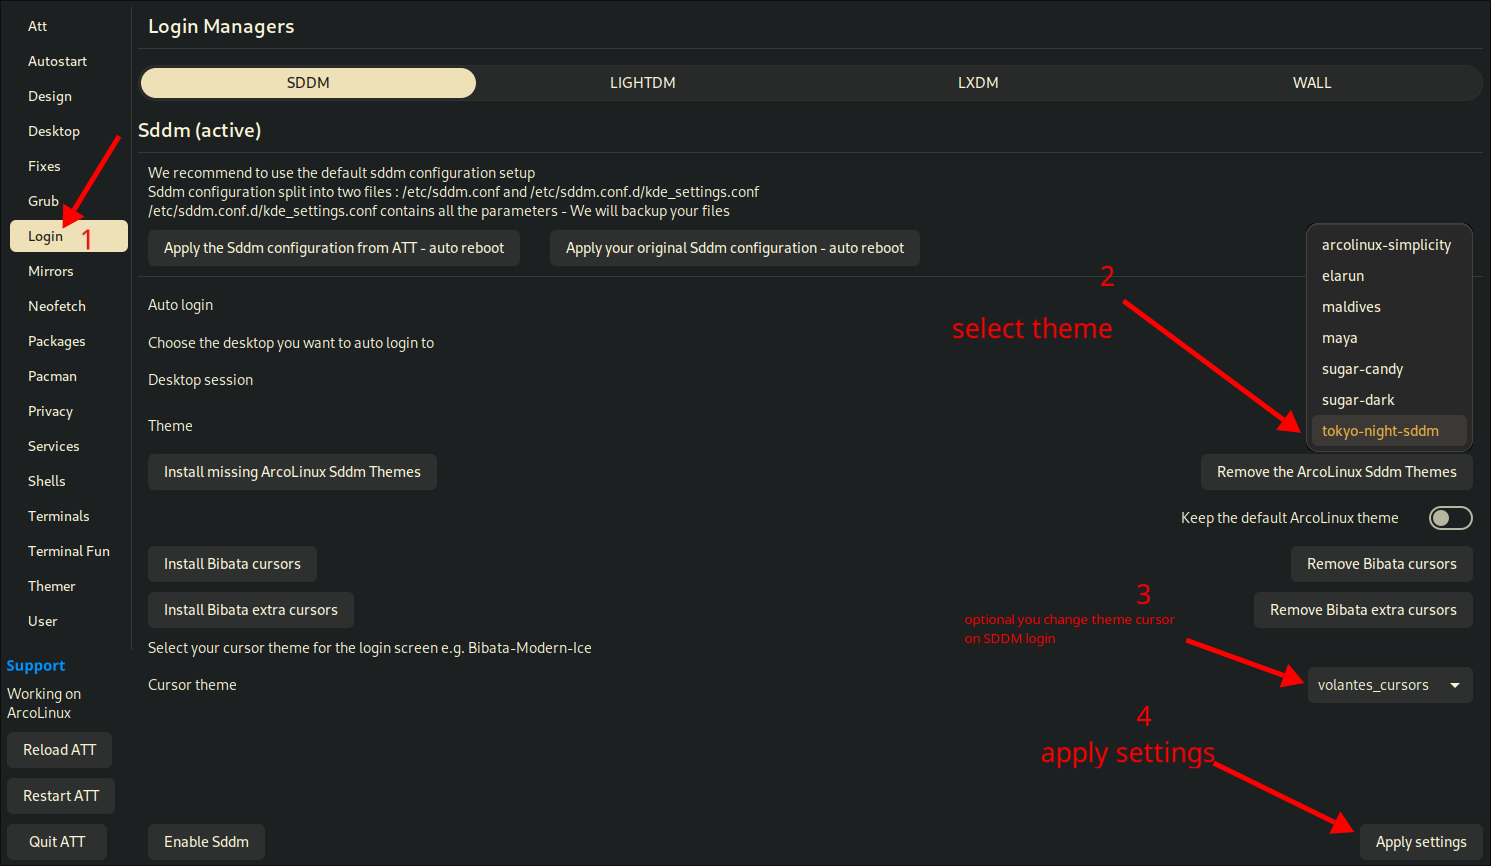 Att
Autostart
Design
Desktop
Fixes
Grub
Login
1
Mirrors
Neofetch
Packages
Pacman
Privacy
Services
Shells
Terminals
Terminal Fun
Themer
User
Support
Working on
ArcoLinux
Reload ATT
Restart ATT
Quit ATT
Login Managers
SDDM
LIGHTDM
LXDM
WALL
Sddm (active)
We recommend to use the default sddm configuration setup
Sddm configuration split into two files : /etc/sddm.conf and /etc/sddm.conf.d/kde_settings.conf
/etc/sddm.conf.d/kde_settings.conf contains all the parameters - We will backup your files
Apply the Sddm configuration from ATT - auto reboot
Apply your original Sddm configuration - auto reboot
Auto login
Choose the desktop you want to auto login to
Desktop session
Theme
2
select theme
arcolinux-simplicity
elarun
maldives
maya
sugar-candy
sugar-dark
tokyo-night-sddm
Install missing ArcoLinux Sddm Themes
Remove the ArcoLinux Sddm Themes
Keep the default ArcoLinux theme
Install Bibata cursors
Remove Bibata cursors
Install Bibata extra cursors
Remove Bibata extra cursors
3
optional you change theme cursor
on SDDM login
Select your cursor theme for the login screen e.g. Bibata-Modern-Ice
Cursor theme
volantes_cursors
4
apply settings
Enable Sddm
Apply settings